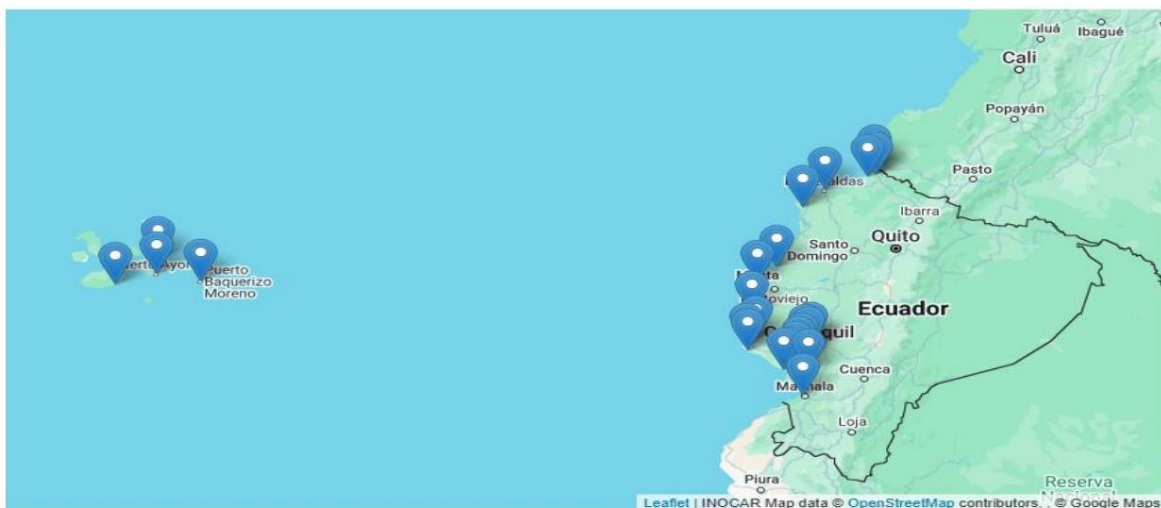 Tuluá
Ibagué
Cali
Popayán
Pasto
Ibarra
Santo
Domingo
Quito
Puerto
Baquerizo
Moreno
Ecuador
Cuenca
Loja
Piura
Reserva
Nacional
Leaflet | INOCAR Map data © OpenStreetMap contributors, , © Google Maps